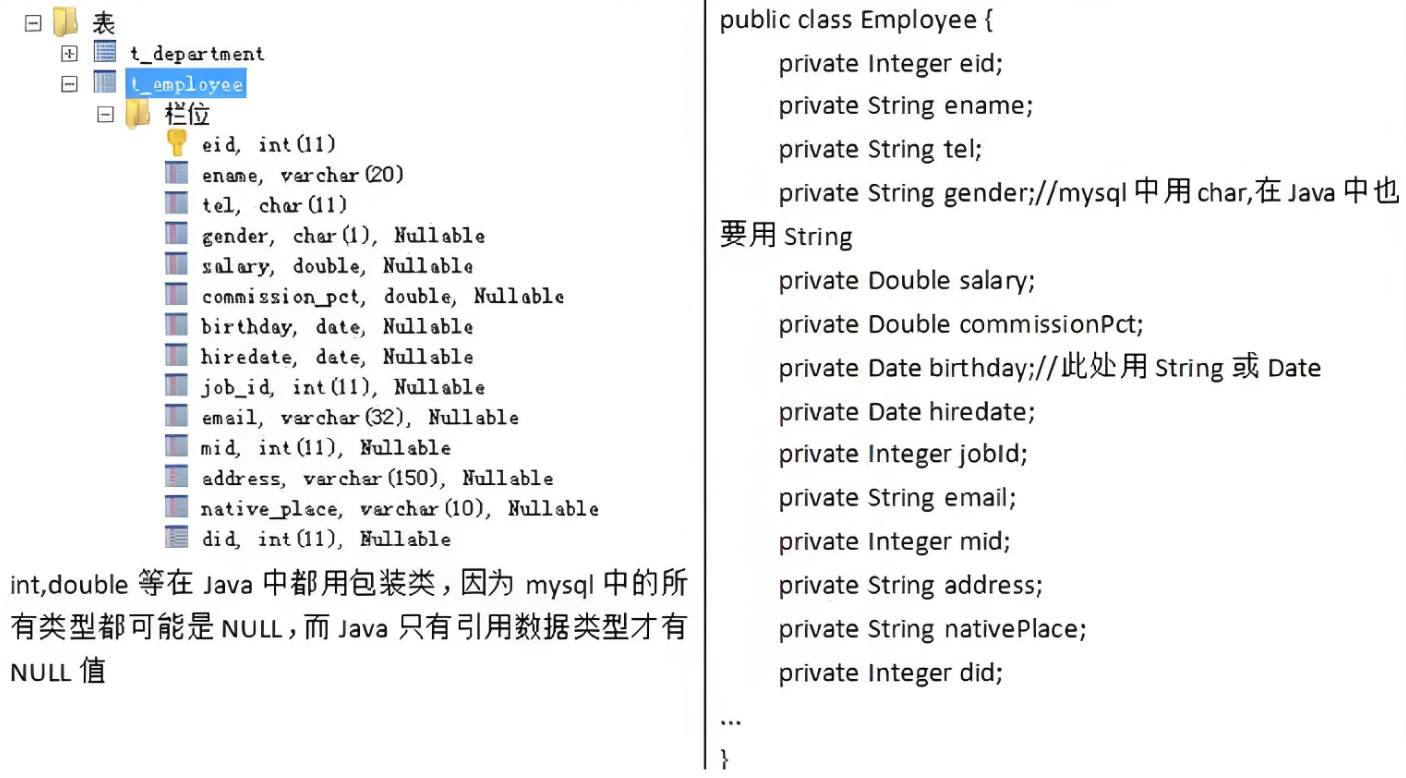 表
t_department
t_employee
栏位
eid, int(11)
ename, varchar(20)
tel, char(11)
gender, char(1), Nullable
salary, double, Nullable
commission_pct, double, Nullable
birthday, date, Nullable
hiredate, date, Nullable
job_id, int(11), Nullable
email, varchar(32), Nullable
mid, int(11), Nullable
address, varchar(150), Nullable
native_place, varchar(10), Nullable
did, int(11), Nullable
int,double 等在 Java 中都用包装类，因为 mysql 中的所
有类型都可能是 NULL，而 Java 只有引用数据类型才有
NULL 值
public class Employee {
private Integer eid;
private String ename;
private String tel;
private String gender;//mysql 中用 char,在 Java 中也
要用 String
private Double salary;
private Double commissionPct;
private Date birthday;//此处用 String 或 Date
private Date hiredate;
private Integer jobId;
private String email;
private Integer mid;
private String address;
private String nativePlace;
private Integer did;
...
}